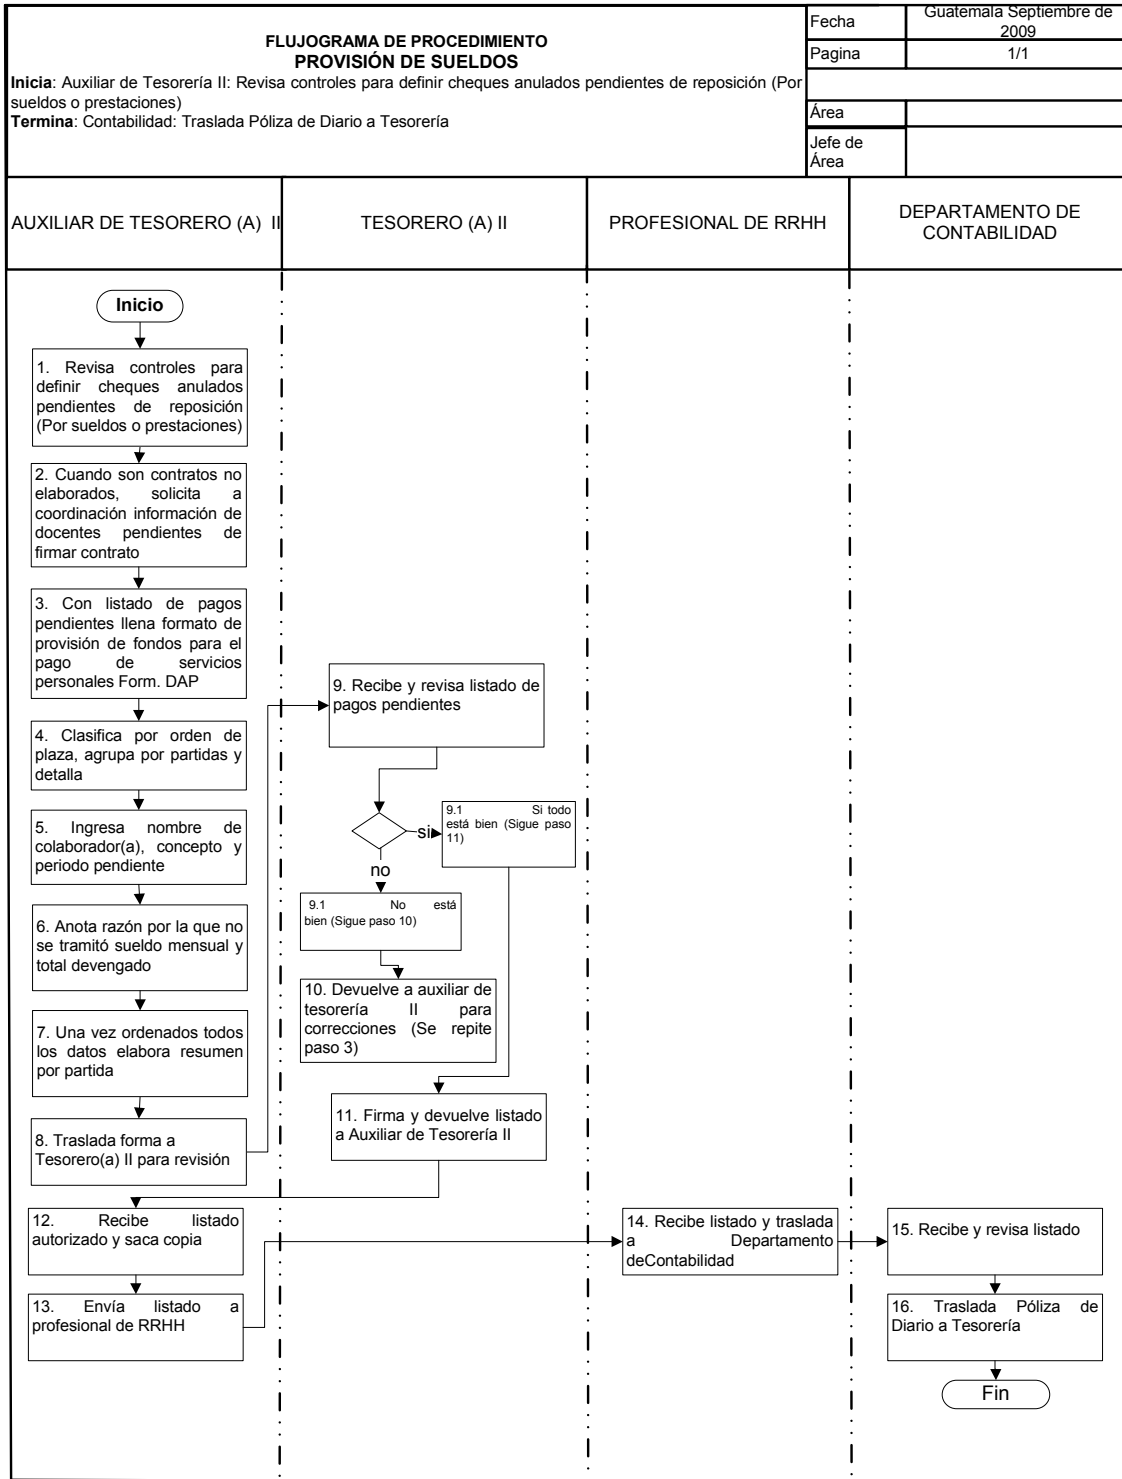 FLUJOGRAMA DE PROCEDIMIENTO
PROVISIÓN DE SUELDOS
Inicia: Auxiliar de Tesorería II: Revisa controles para definir cheques anulados pendientes de reposición (Por
sueldos o prestaciones)
Termina: Contabilidad: Traslada Póliza de Diario a Tesorería
Fecha
Guatemala Septiembre de
2009
Pagina
1/1
Área
Jefe de
Área
AUXILIAR DE TESORERO (A) II
TESORERO (A) II
PROFESIONAL DE RRHH
DEPARTAMENTO DE
CONTABILIDAD
Inicio
1. Revisa controles para
definir cheques anulados
pendientes de reposición
(Por sueldos o prestaciones)
2. Cuando son contratos no
elaborados, solicita a
coordinación información de
docentes pendientes de
firmar contrato
3. Con listado de pagos
pendientes llena formato de
provisión de fondos para el
pago de servicios
personales Form. DAP
4. Clasifica por orden de
plaza, agrupa por partidas y
detalla
5. Ingresa nombre de
colaborador(a), concepto y
periodo pendiente
6. Anota razón por la que no
se tramitó sueldo mensual y
total devengado
7. Una vez ordenados todos
los datos elabora resumen
por partida
8. Traslada forma a
Tesorero(a) II para revisión
9. Recibe y revisa listado de
pagos pendientes
si
9.1 Si todo
está bien (Sigue paso
11)
no
9.1 No está
bien (Sigue paso 10)
10. Devuelve a auxiliar de
tesorería II para
correcciones (Se repite
paso 3)
11. Firma y devuelve listado
a Auxiliar de Tesorería II
12. Recibe listado
autorizado y saca copia
13. Envía listado a
profesional de RRHH
14. Recibe listado y traslada
a Departamento
deContabilidad
15. Recibe y revisa listado
16. Traslada Póliza de
Diario a Tesorería
Fin